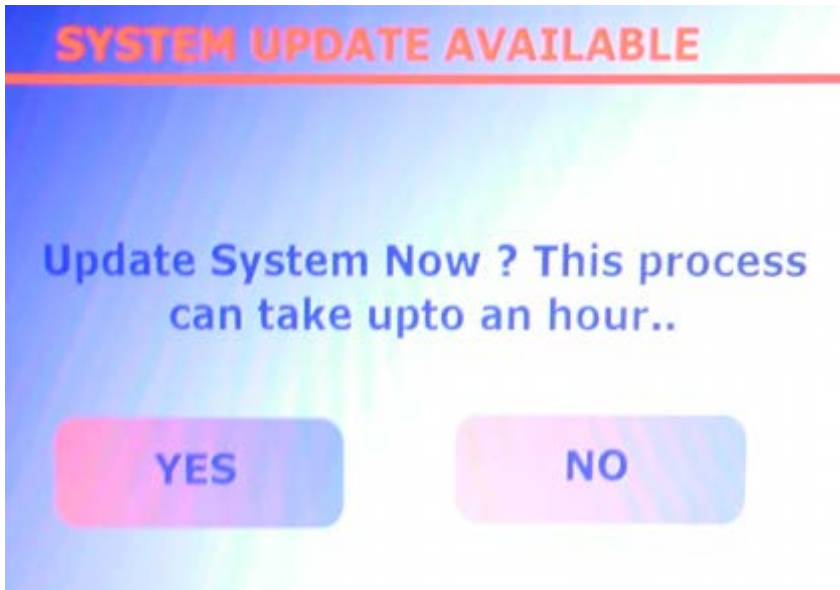 SYSTEM UPDATE AVAILABLE
Update System Now ? This process
can take upto an hour..
YES
NO